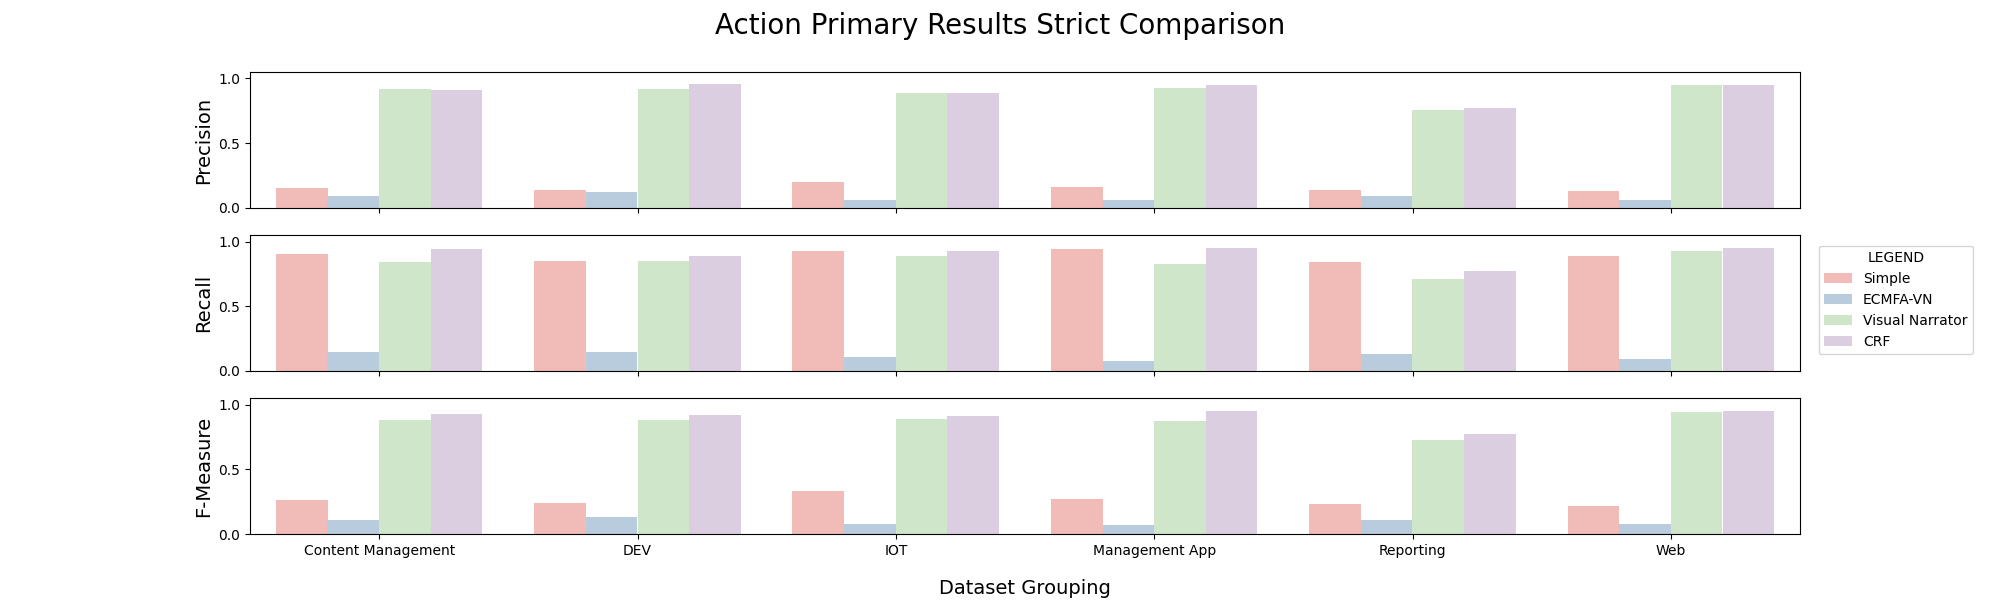 Action Primary Results Strict Comparison
1.0
0.5
0.0
Precision
1.0
0.5
0.0
Recall
LEGEND
Simple
ECMFA-VN
Visual Narrator
CRF
1.0
0.5
0.0
F-Measure
Content Management DEV IOT Management App Reporting Web
Dataset Grouping